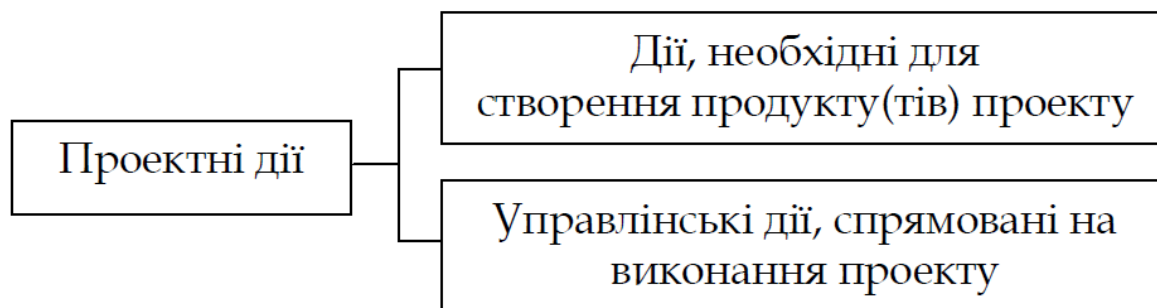 Проектні дії
Дії, необхідні для
створення продукту(тів) проекту
Управлінські дії, спрямовані на
виконання проекту